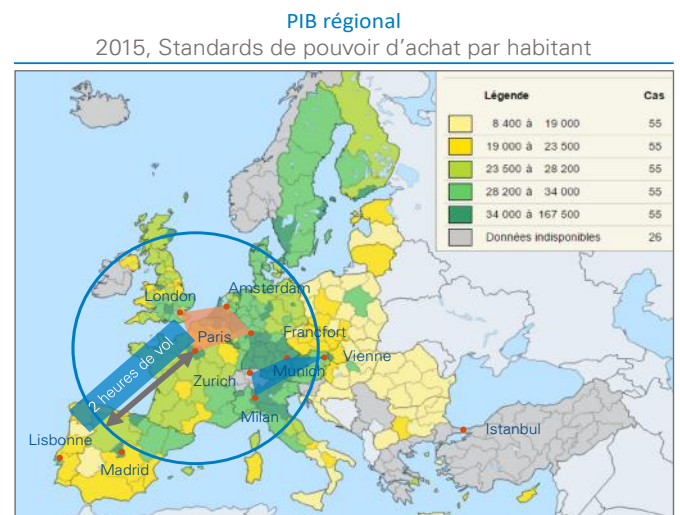 PIB régional
2015, Standards de pouvoir d’achat par habitant
Légende Cas
8 400 à 19 000 55
19 000 à 23 500 55
23 500 à 28 200 55
28 200 à 34 000 55
34 000 à 167 500 55
Données indisponibles 26
London
Amsterdam
Paris
Francfort
2 heures de vol
Zurich
Munich
Vienne
Milan
Lisbonne
Madrid
Istanbul